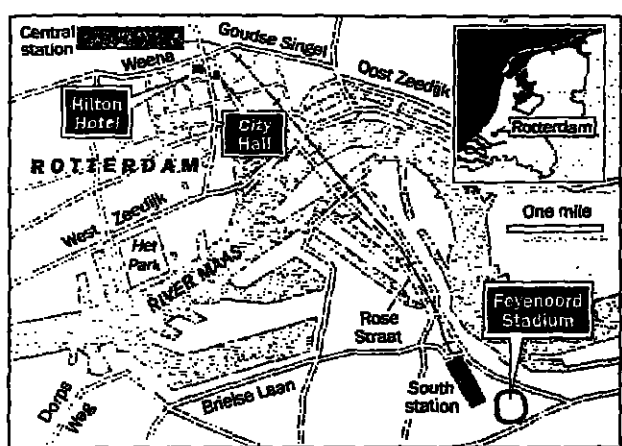 Central
station
Goudse Singel
Weena
Oost Zeedijk
Hilton
Hotel
City
Hall
Rotterdam
ROTTERDAM
West Zeedijk
Het
Park
RIVER MAAS
One mile
Feyenoord
Stadium
Rose
Straat
South
station
Brielse Laan
Dorps
Weg